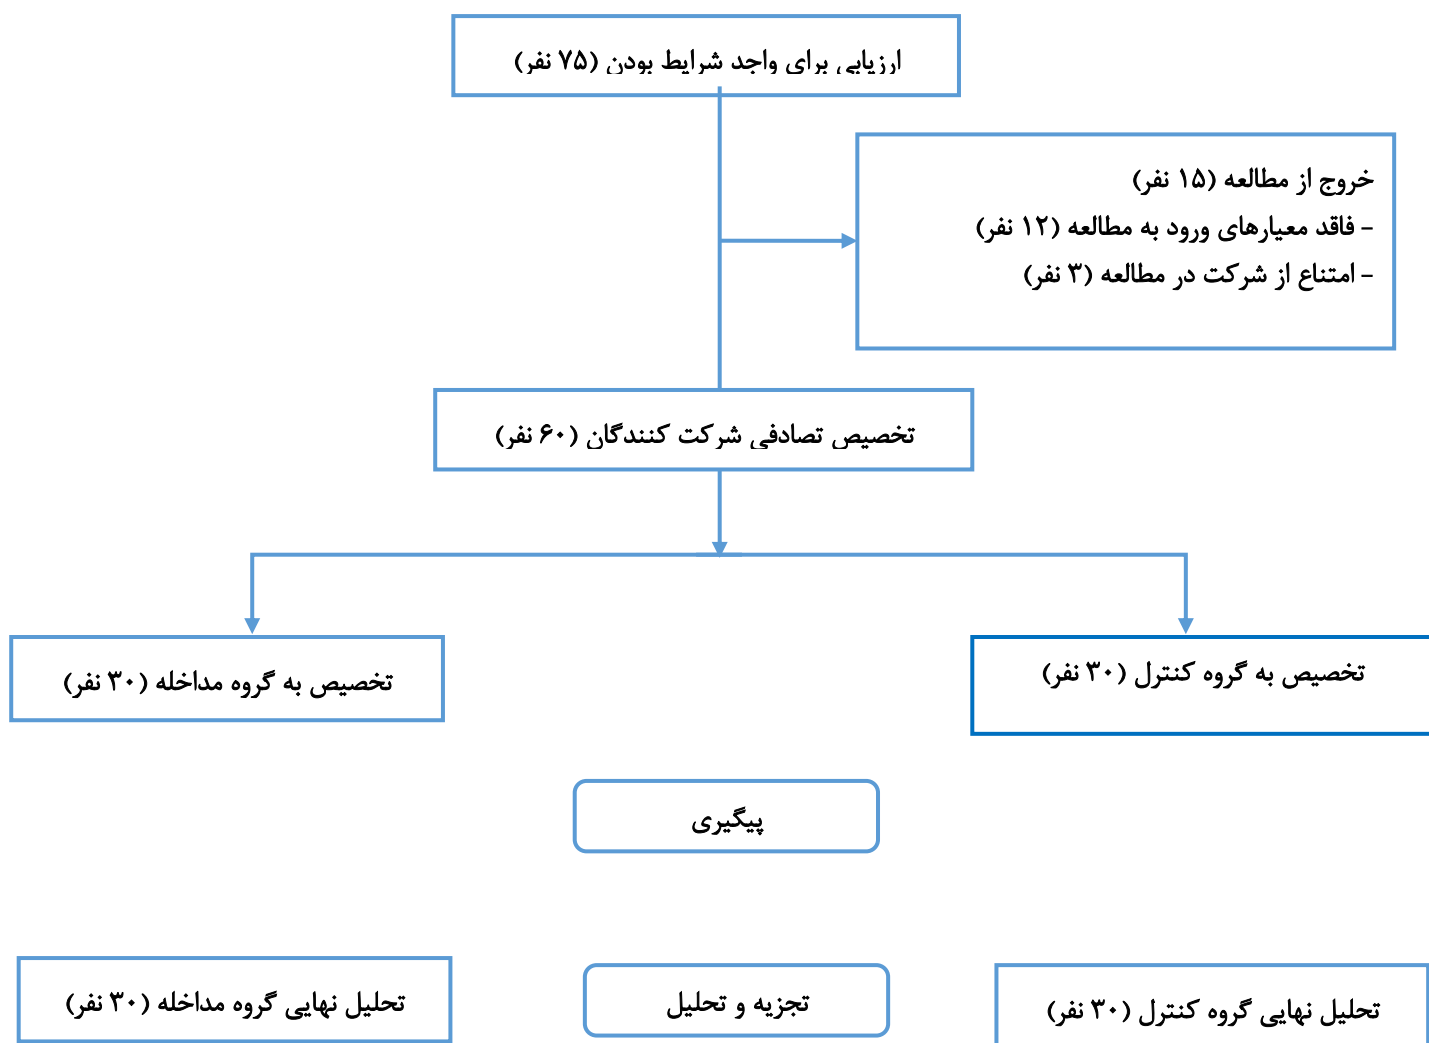 ارزیابی برای واجد شرایط بودن (۷۵ نفر)
خروج از مطالعه (۱۵ نفر)
- فاقد معیارهای ورود به مطالعه (۱۲ نفر)
- امتناع از شرکت در مطالعه (۳ نفر)
تخصیص تصادفی شرکت کنندگان (۶۰ نفر)
تخصیص به گروه کنترل (۳۰ نفر)
تخصیص به گروه مداخله (۳۰ نفر)
پیگیری
تحلیل نهایی گروه کنترل (۳۰ نفر)
تجزیه و تحلیل
تحلیل نهایی گروه مداخله (۳۰ نفر)